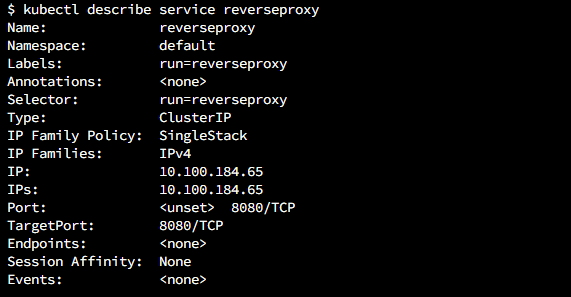 $ kubectl describe service reverseproxy
Name:              reverseproxy
Namespace:         default
Labels:            run=reverseproxy
Annotations:       <none>
Selector:          run=reverseproxy
Type:              ClusterIP
IP Family Policy:  SingleStack
IP Families:       IPv4
IP:                10.100.184.65
IPs:               10.100.184.65
Port:              <unset>  8080/TCP
TargetPort:        8080/TCP
Endpoints:         <none>
Session Affinity:  None
Events:            <none>